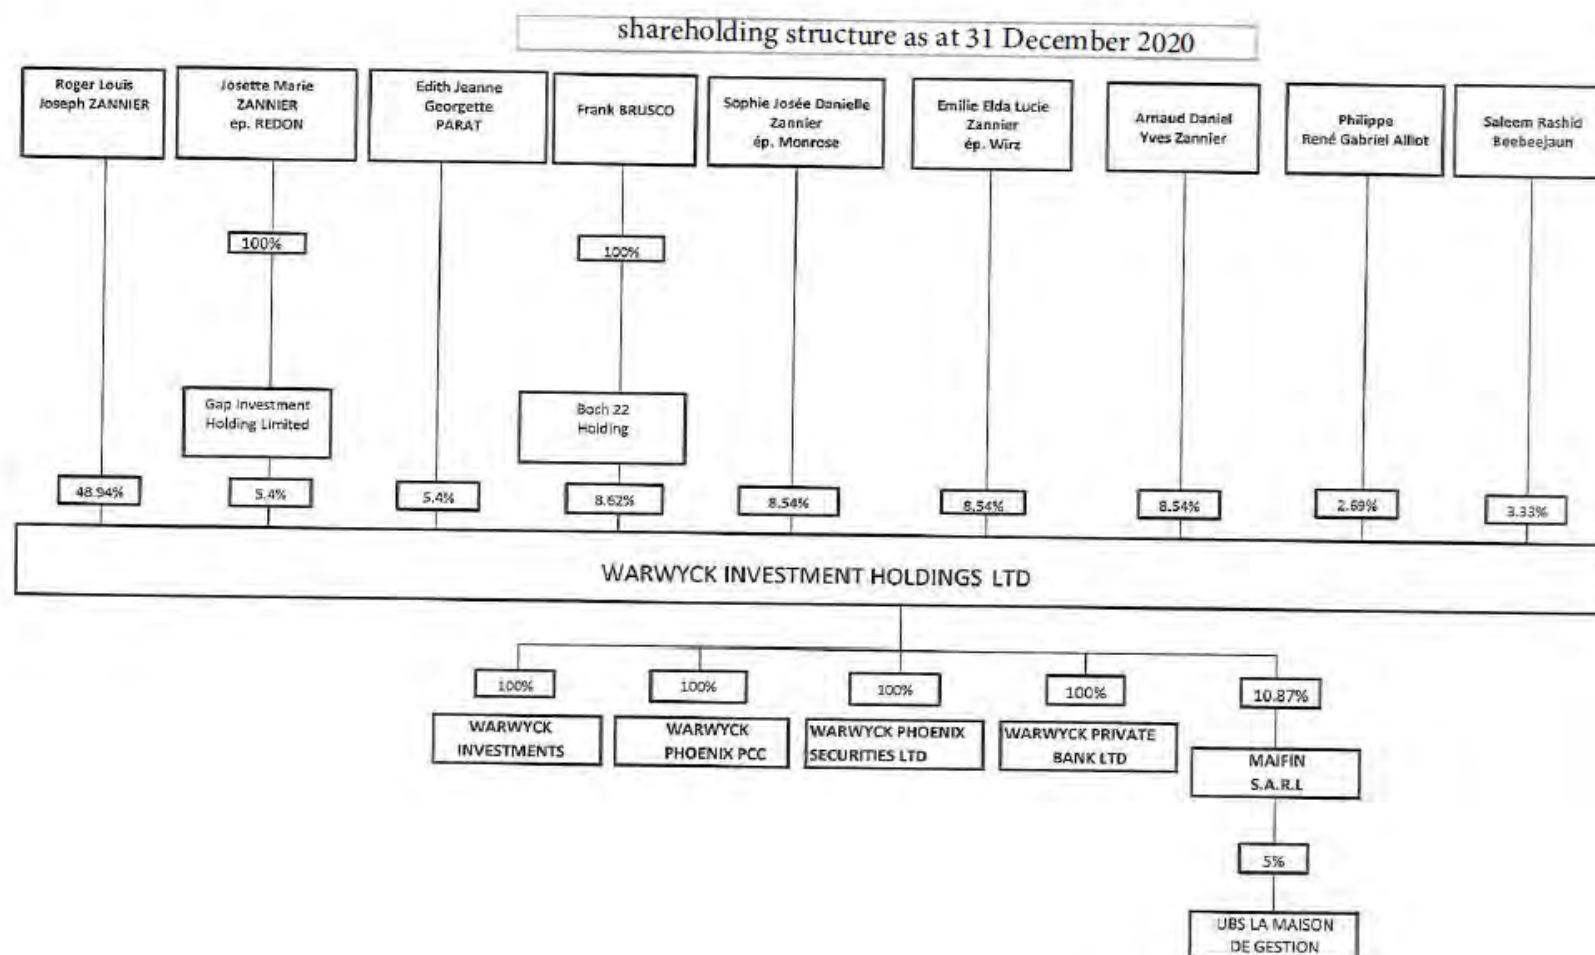 shareholding structure as at 31 December 2020
Roger Louis
Joseph ZANNIER
Josette Marie
ZANNIER
ep. REDON
Edith Jeanne
Georgette
PARAT
Frank BRUSCO
Sophie Josée Danielle
Zannier
ép. Monrose
Emilie Elda Lucie
Zannier
ép. Wirz
Arnaud Daniel
Yves Zannier
Philippe
René Gabriel Alliot
Saleem Rashid
Beebeejaun
100%
100%
Gap Investment
Holding Limited
Boch 22
Holding
48.94%
5.4%
5.4%
8.62%
8.54%
8.54%
8.54%
2.69%
3.33%
WARWYCK INVESTMENT HOLDINGS LTD
100%
100%
100%
100%
10.87%
WARWYCK
INVESTMENTS
WARWYCK
PHOENIX PCC
WARWYCK PHOENIX
SECURITIES LTD
WARWYCK PRIVATE
BANK LTD
MAIFIN
S.A.R.L
5%
UBS LA MAISON
DE GESTION